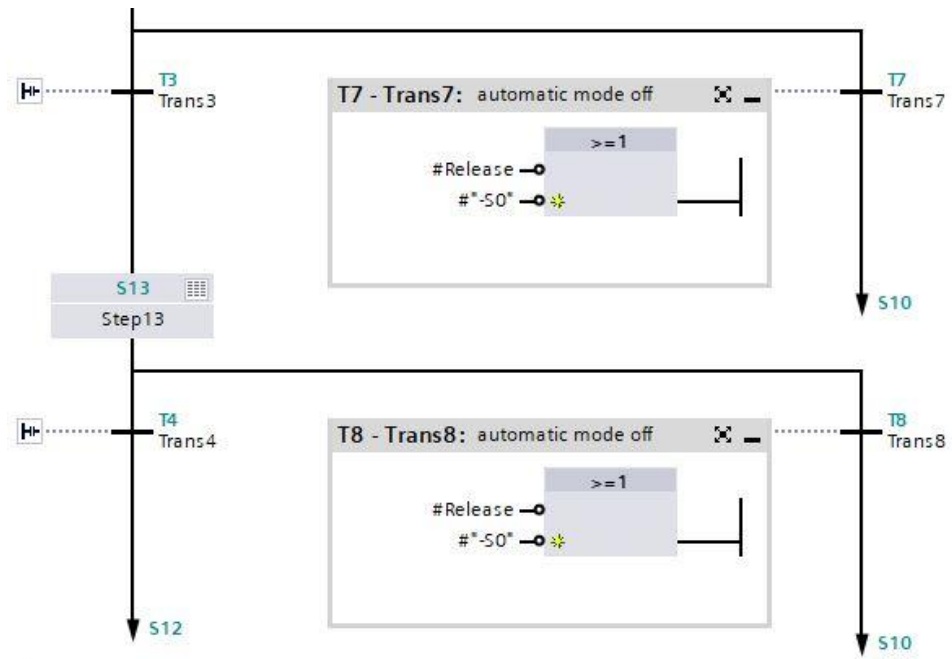 T3
Trans3
T7 - Trans7: automatic mode off
T7
Trans7
>=1
#Release
#"-S0"
S13
Step13
S10
T4
Trans4
T8 - Trans8: automatic mode off
T8
Trans8
>=1
#Release
#"-S0"
S12
S10